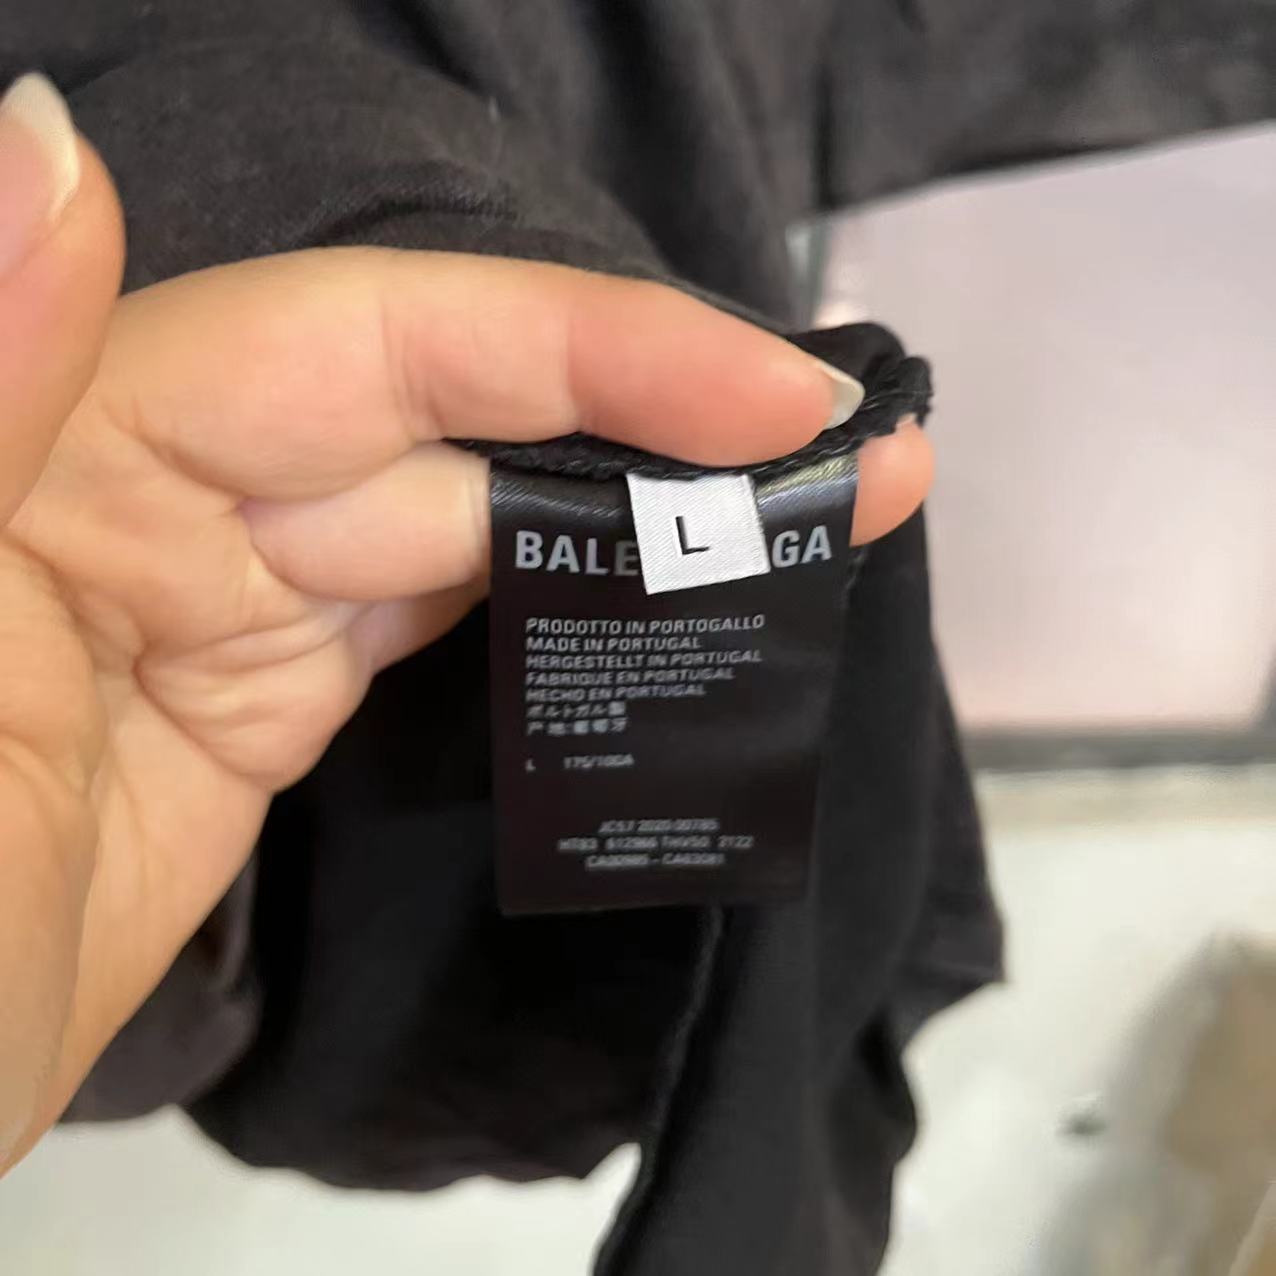 L
BALE GA
PRODOTTO IN PORTOGALLO
MADE IN PORTUGAL
HERGESTELLT IN PORTUGAL
FABRIQUE EN PORTUGAL
HECHO EN PORTUGAL
ポルトガル製
产地:葡萄牙
L 175/100A